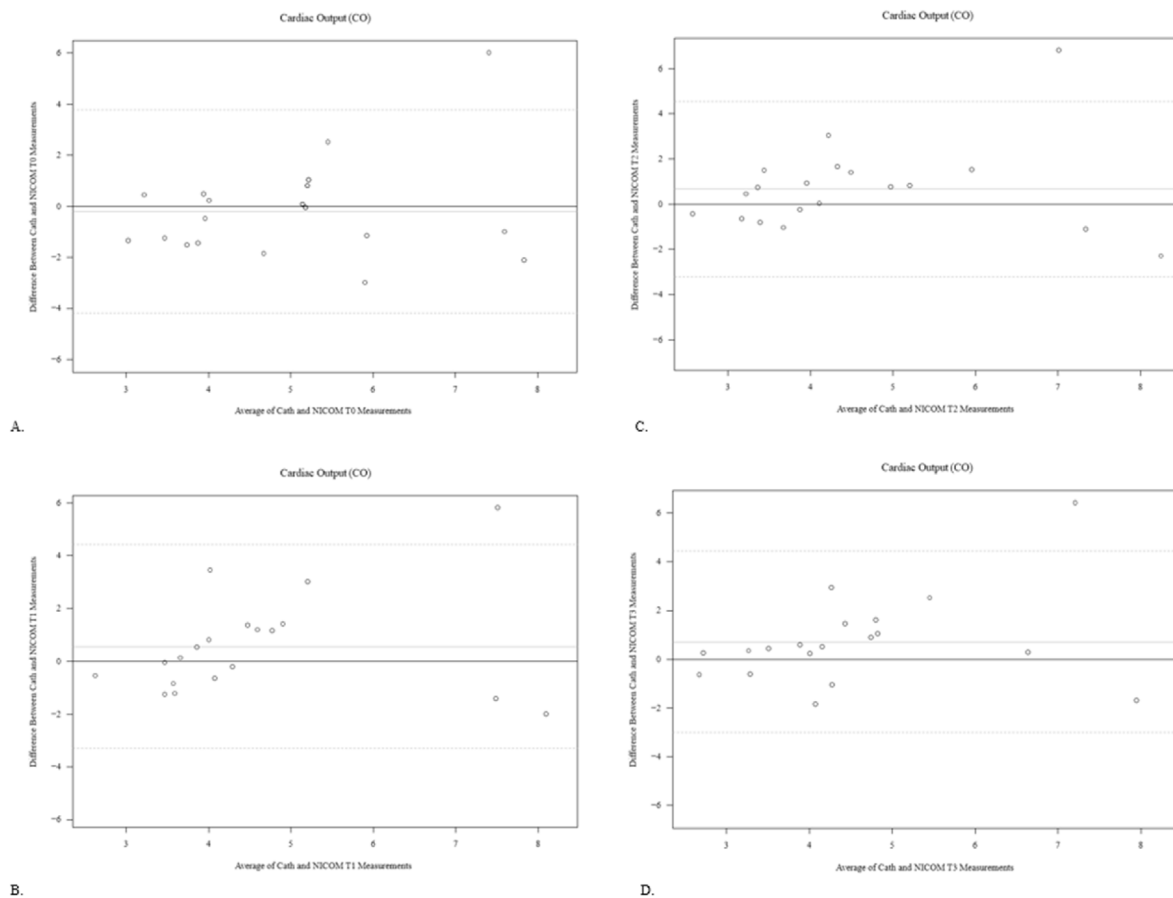 Cardiac Output (CO)
Difference Between Cath and NICOM T0 Measurements
6
4
2
0
−2
−4
−6
3 4 5 6 7 8
Average of Cath and NICOM T0 Measurements
A.
Cardiac Output (CO)
Difference Between Cath and NICOM T2 Measurements
6
4
2
0
−2
−4
−6
3 4 5 6 7 8
Average of Cath and NICOM T2 Measurements
C.
Cardiac Output (CO)
Difference Between Cath and NICOM T1 Measurements
6
4
2
0
−2
−4
−6
3 4 5 6 7 8
Average of Cath and NICOM T1 Measurements
B.
Cardiac Output (CO)
Difference Between Cath and NICOM T3 Measurements
6
4
2
0
−2
−4
−6
3 4 5 6 7 8
Average of Cath and NICOM T3 Measurements
D.